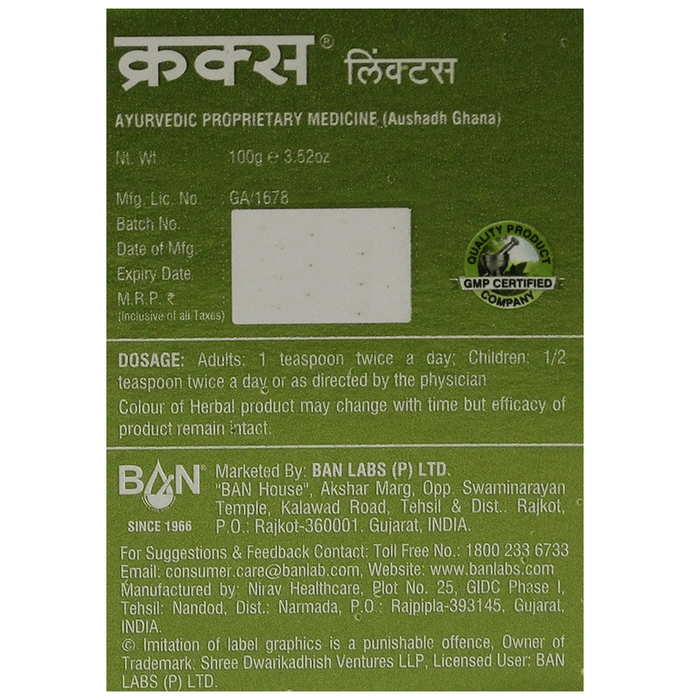 क्रक्स® लिंक्टस
AYURVEDIC PROPRIETARY MEDICINE (Aushadh Ghana)
Nt. Wt. : 100g e 3.52oz
Mfg. Lic. No. : GA/1678
Batch No.
Date of Mfg.
Expiry Date
M.R.P. ₹ :
(Inclusive of all Taxes)
QUALITY PRODUCT
GMP CERTIFIED
COMPANY
DOSAGE: Adults: 1 teaspoon twice a day; Children: 1/2
teaspoon twice a day or as directed by the physician
Colour of Herbal product may change with time but efficacy of
product remain intact.
BAN®
SINCE 1966
Marketed By: BAN LABS (P) LTD.
"BAN House", Akshar Marg, Opp. Swaminarayan
Temple, Kalawad Road, Tehsil & Dist.. Rajkot,
P.O.: Rajkot-360001. Gujarat, INDIA.
For Suggestions & Feedback Contact: Toll Free No.: 1800 233 6733
Email: consumer.care@banlab.com, Website: www.banlabs.com
Manufactured by: Nirav Healthcare, Plot No. 25, GIDC Phase I,
Tehsil: Nandod, Dist.: Narmada, P.O.: Rajpipla-393145, Gujarat,
INDIA.
© Imitation of label graphics is a punishable offence, Owner of
Trademark: Shree Dwarikadhish Ventures LLP, Licensed User: BAN
LABS (P) LTD.